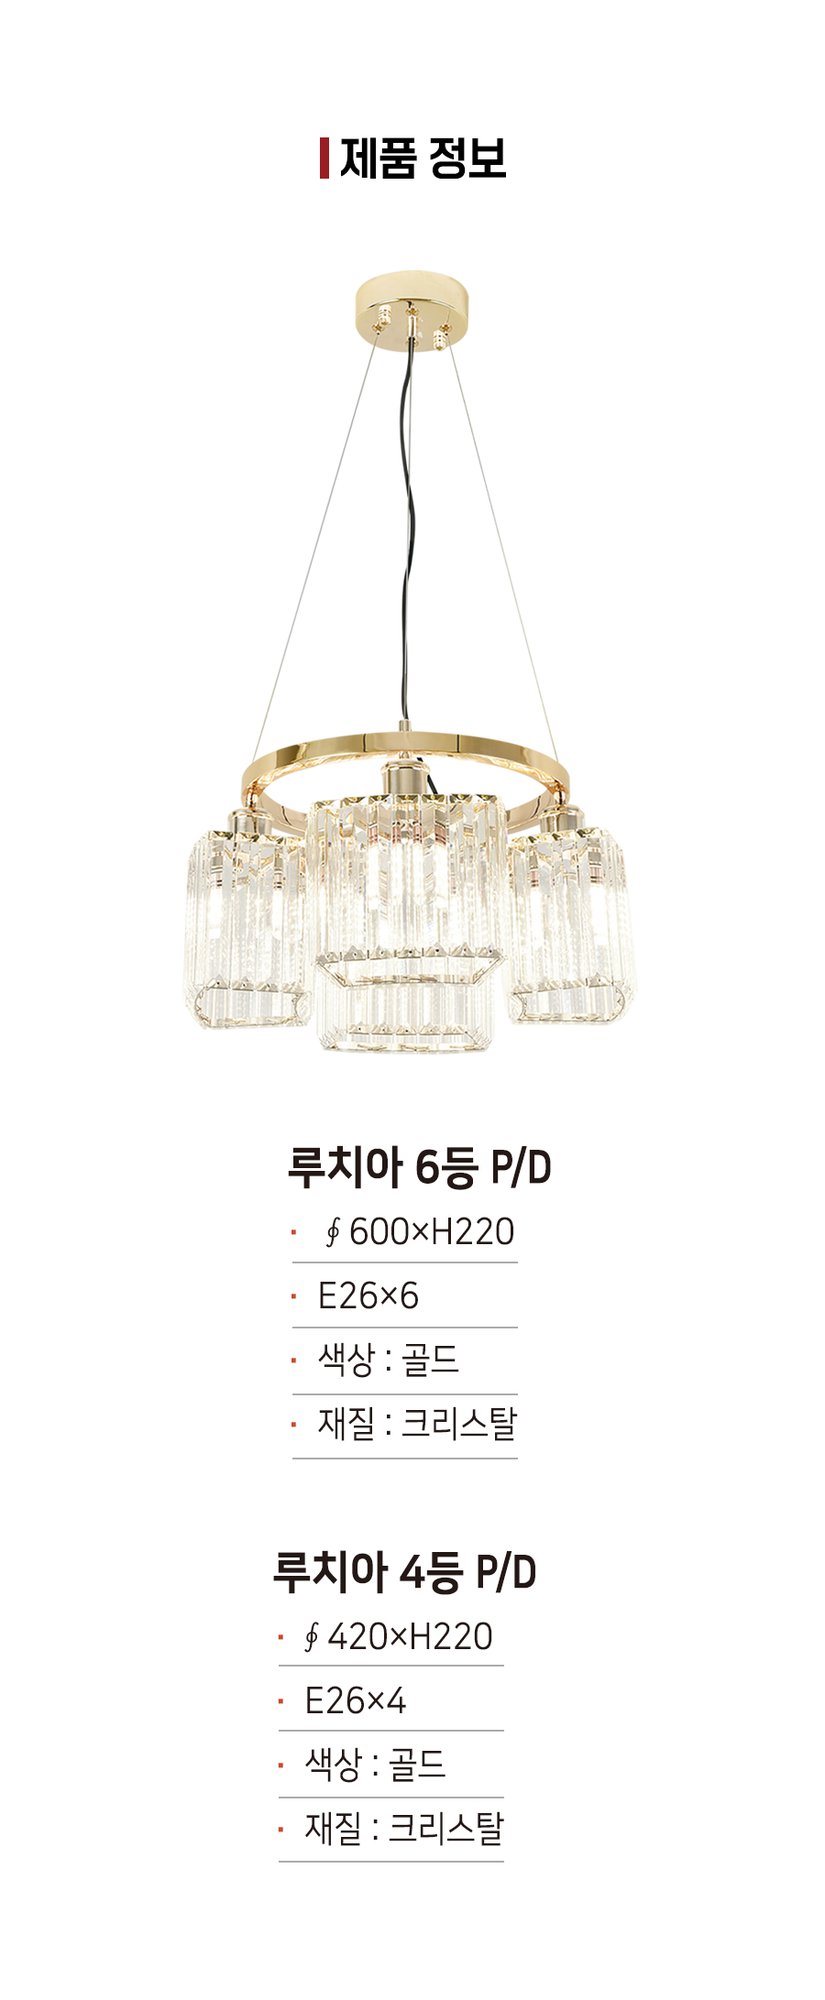 제품 정보
루치아 6등 P/D
· ∮ 600×H220
· E26×6
· 색상 : 골드
· 재질 : 크리스탈
루치아 4등 P/D
· ∮ 420×H220
· E26×4
· 색상 : 골드
· 재질 : 크리스탈